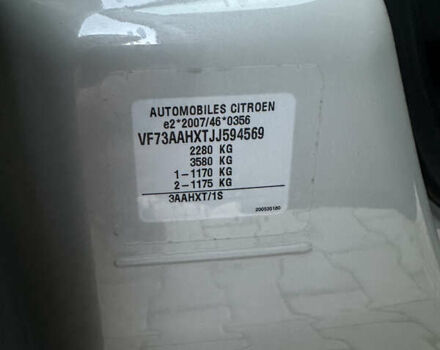 AUTOMOBILES CITROEN
e2*2007/46*0356
VF73AAHXTJJ594569
2280 KG
3580 KG
1-1170 KG
2-1175 KG
3AAHXT/1S